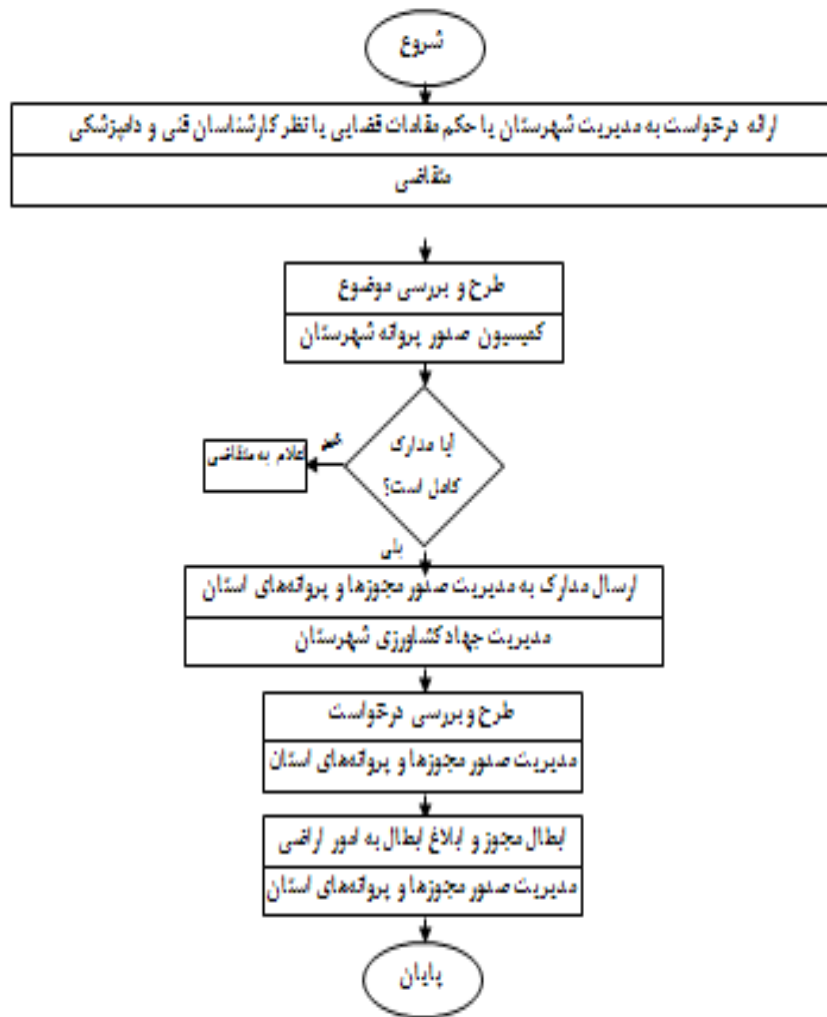 شروع
ارائه درخواست به مدیریت شهرستان یا حکم مقامات قضایی یا نظر کارشناسان فنی و دامپزشکی
متقاضی
طرح و بررسی موضوع
کمیسیون صدور پروانه شهرستان
آیا مدارک
کامل است؟
خیر
اعلام به متقاضی
بلی
ارسال مدارک به مدیریت صدور مجوزها و پروانه‌های استان
مدیریت جهاد کشاورزی شهرستان
طرح و بررسی درخواست
مدیریت صدور مجوزها و پروانه‌های استان
ابطال مجوز و ابلاغ ابطال به امور اراضی
مدیریت صدور مجوزها و پروانه‌های استان
پایان